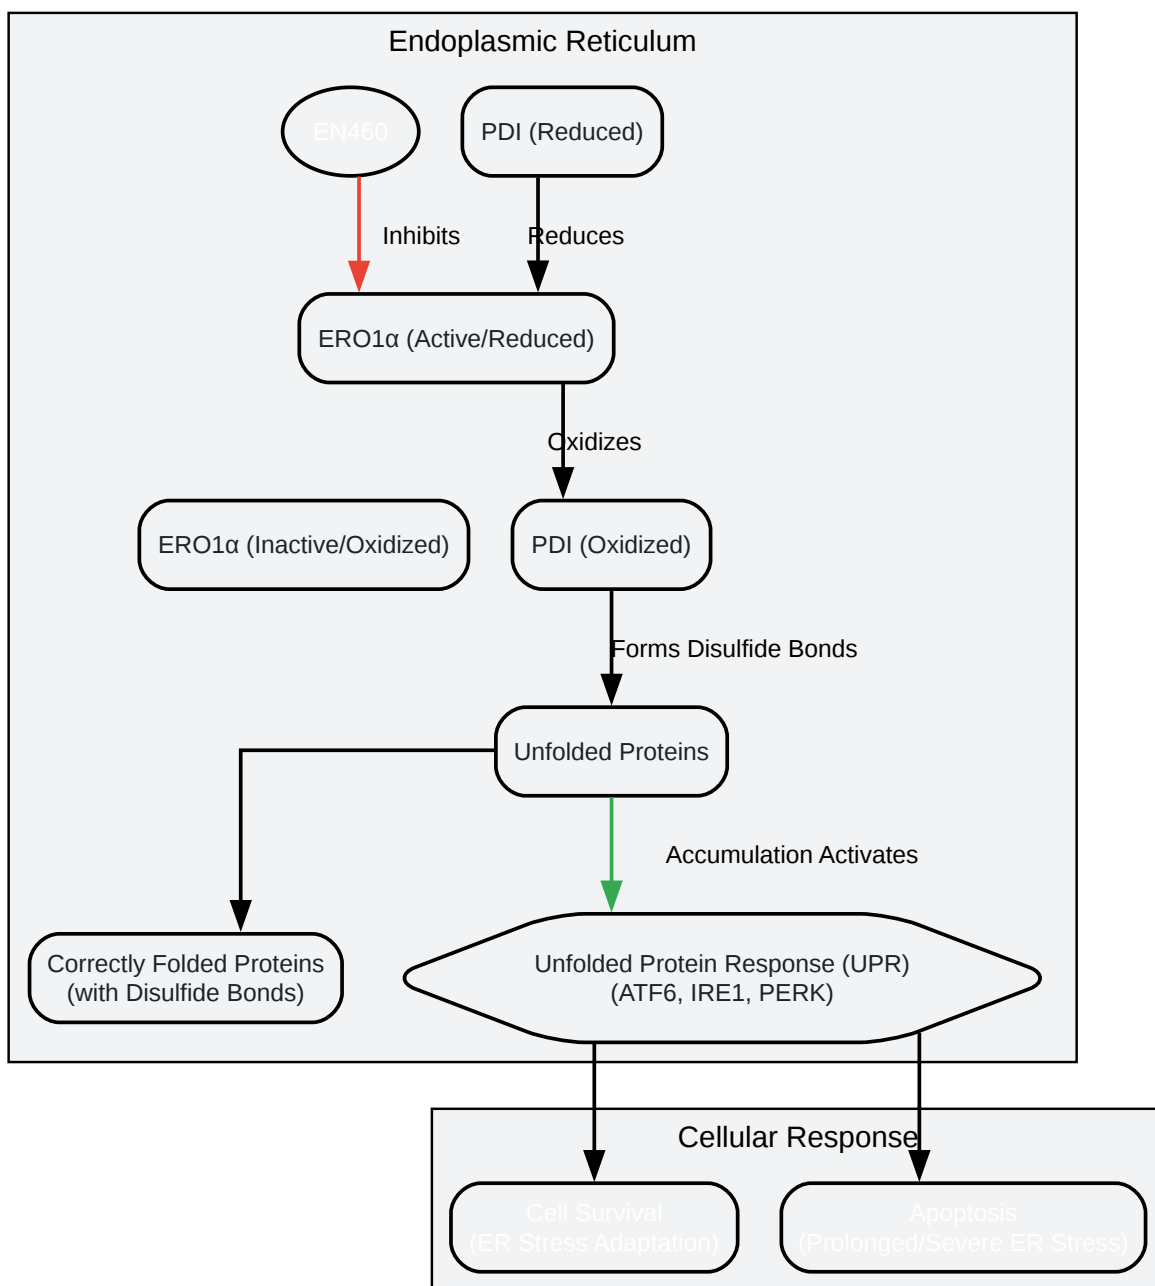 Endoplasmic Reticulum
EN460
PDI (Reduced)
Inhibits
Reduces
ERO1α (Active/Reduced)
Oxidizes
ERO1α (Inactive/Oxidized)
PDI (Oxidized)
Forms Disulfide Bonds
Unfolded Proteins
Accumulation Activates
Correctly Folded Proteins
(with Disulfide Bonds)
Unfolded Protein Response (UPR)
(ATF6, IRE1, PERK)
Cellular Response
Cell Survival
(ER Stress Adaptation)
Apoptosis
(Prolonged/Severe ER Stress)